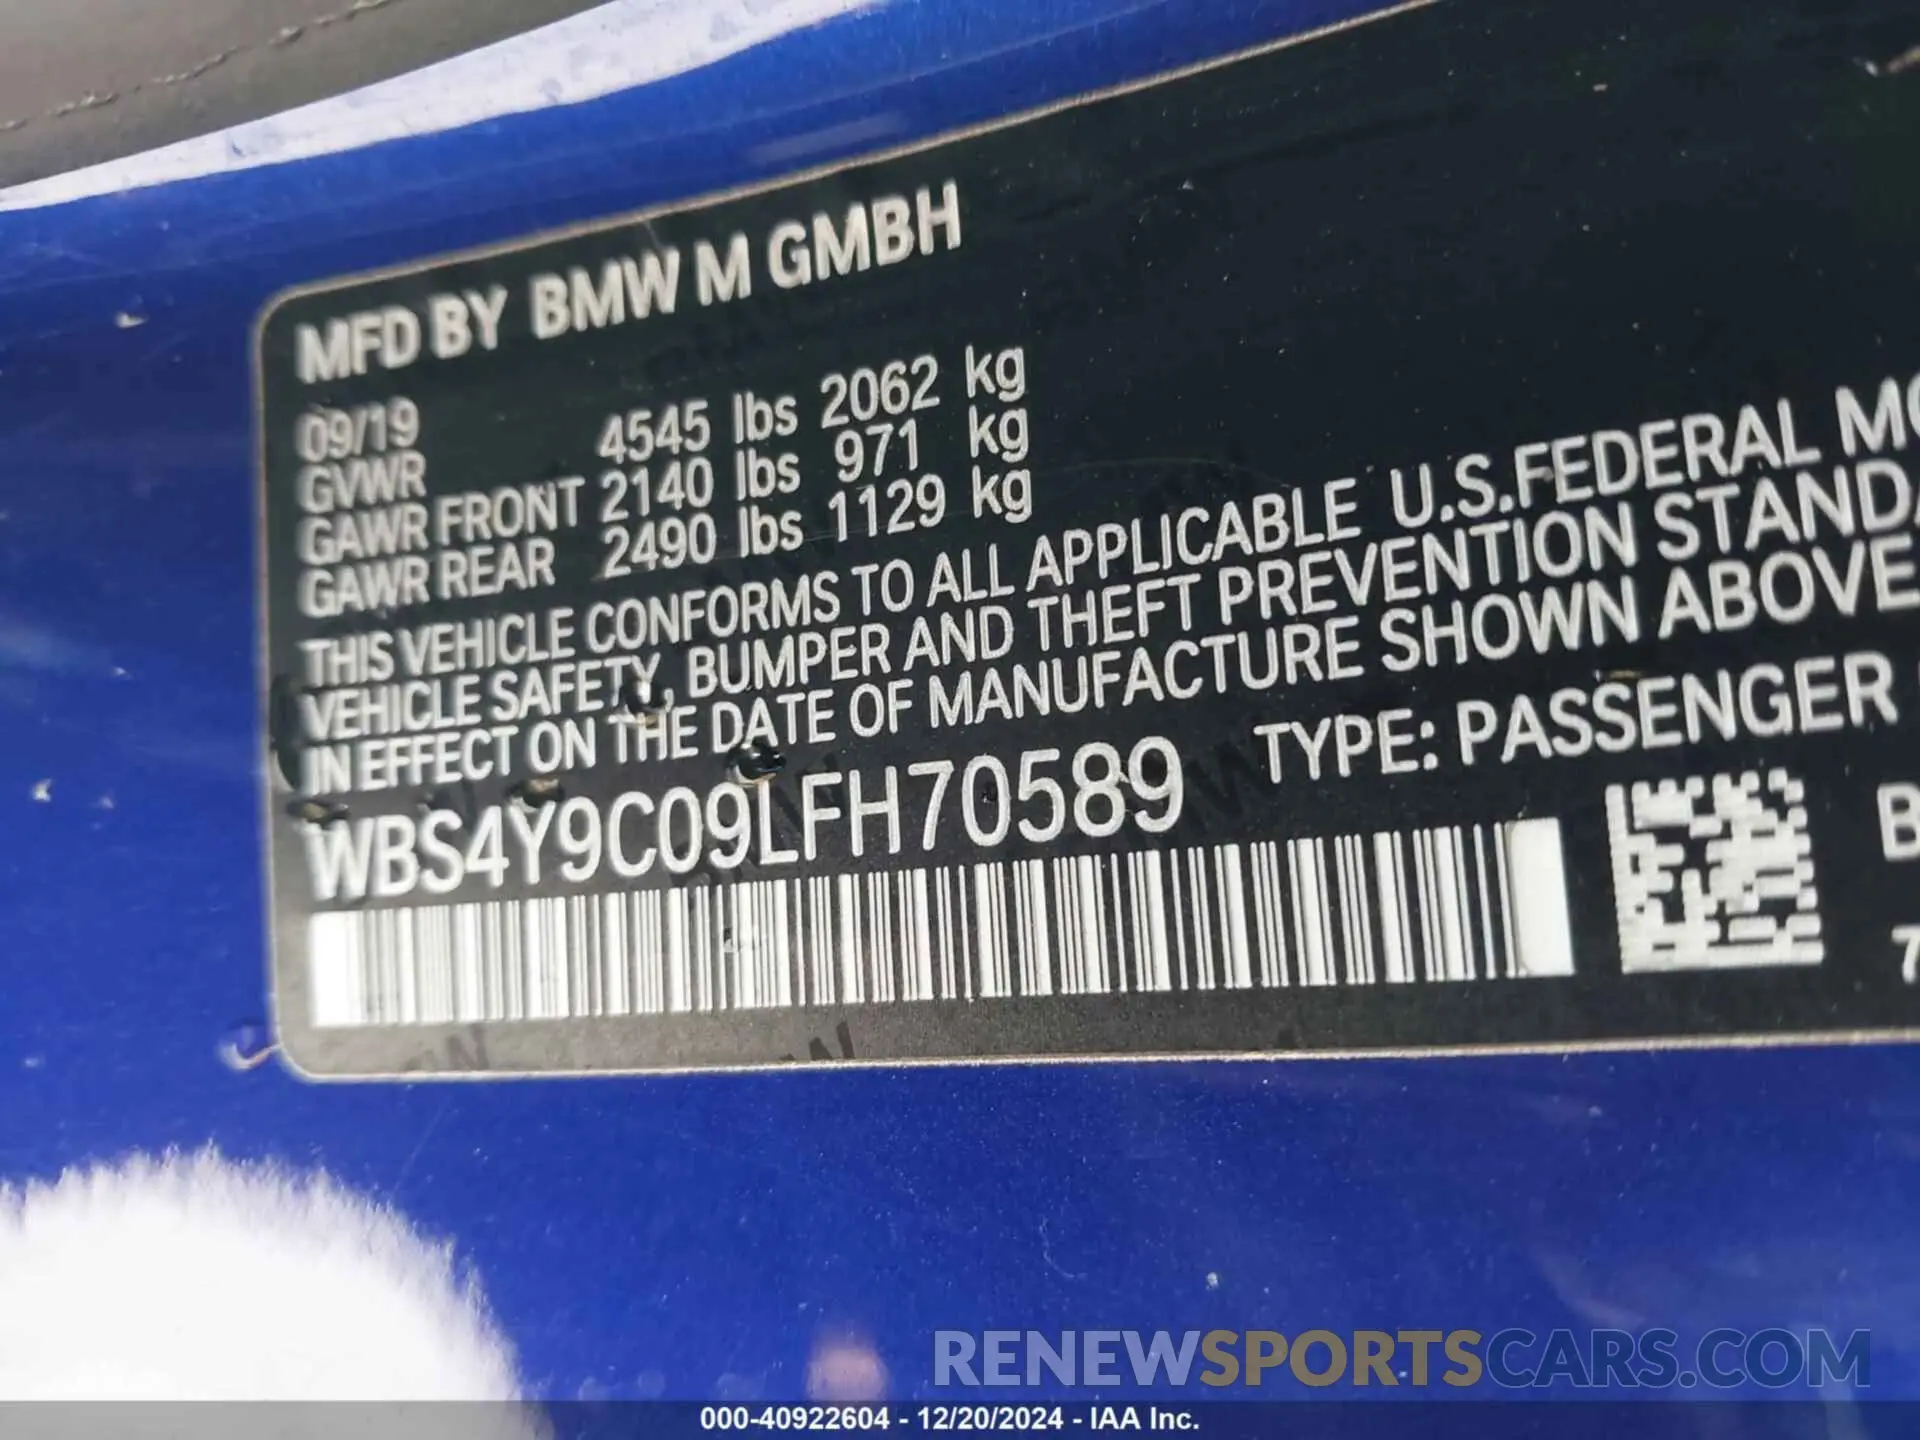 MFD BY BMW M GMBH
09/19
GVWR 4545 lbs 2062 kg
GAWR FRONT 2140 lbs 971 kg
GAWR REAR 2490 lbs 1129 kg
THIS VEHICLE CONFORMS TO ALL APPLICABLE U.S.FEDERAL
VEHICLE SAFETY, BUMPER AND THEFT PREVENTION
IN EFFECT ON THE DATE OF MANUFACTURE SHOWN ABOVE.
WBS4Y9C09LFH70589 TYPE: PASSENGER
RENEWSPORTSCARS.COM
000-40922604 - 12/20/2024 - IAA Inc.